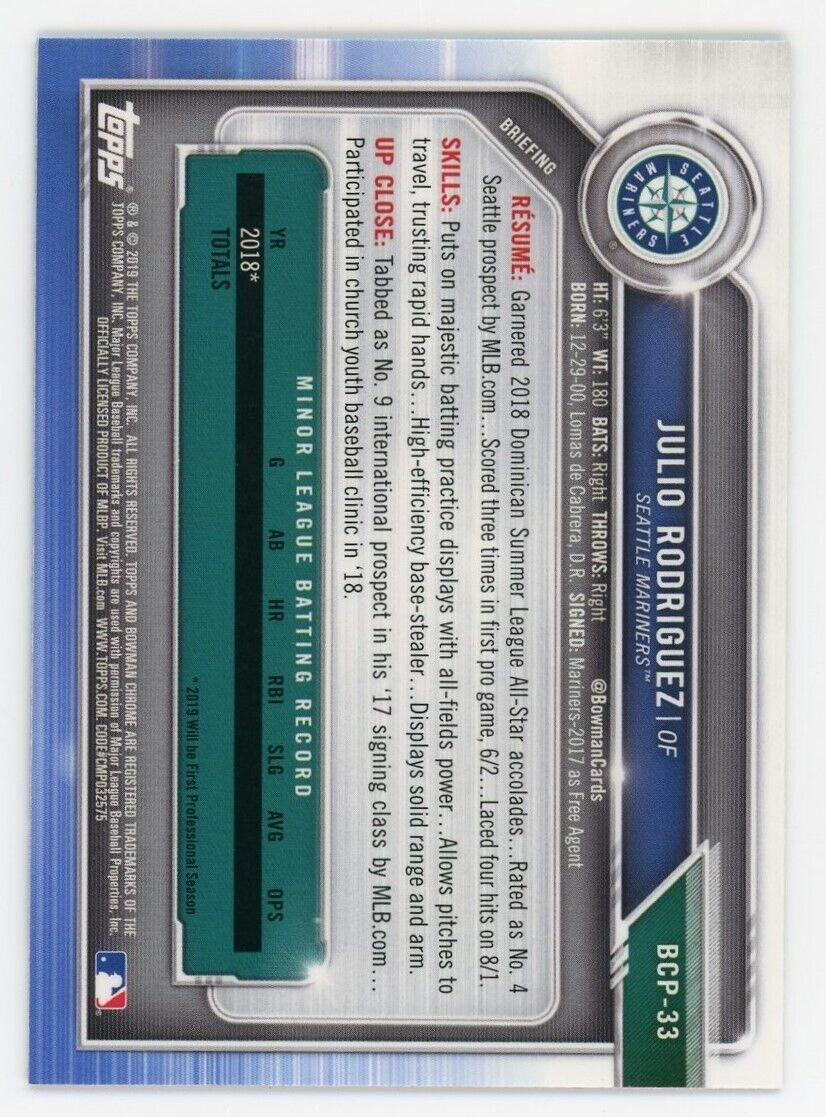 BCP-33
JULIO RODRIGUEZ | OF
SEATTLE MARINERS™
SEATTLE
MARINERS
®
HT: 6'3" WT: 180 BATS: Right THROWS: Right @BowmanCards
BORN: 12-29-00, Lomas de Cabrera, D.R. SIGNED: Mariners-2017 as Free Agent
BRIEFING
RÉSUMÉ: Garnered 2018 Dominican Summer League All-Star accolades...Rated as No. 4
Seattle prospect by MLB.com...Scored three times in first pro game, 6/2...Laced four hits on 8/1.
SKILLS: Puts on majestic batting practice displays with all-fields power...Allows pitches to
travel, trusting rapid hands...High-efficiency base-stealer...Displays solid range and arm.
UP CLOSE: Tabbed as No. 9 international prospect in his '17 signing class by MLB.com...
Participated in church youth baseball clinic in '18.
MINOR LEAGUE BATTING RECORD
YR G AB HR RBI SLG AVG OPS
2018*
TOTALS
* 2019 Will be First Professional Season
topps®
® & © 2019 THE TOPPS COMPANY, INC. ALL RIGHTS RESERVED. TOPPS AND BOWMAN CHROME ARE REGISTERED TRADEMARKS OF THE
TOPPS COMPANY, INC. Major League Baseball trademarks and copyrights are used with permission of Major League Baseball Properties, Inc.
OFFICIALLY LICENSED PRODUCT OF MLBP. Visit MLB.com WWW.TOPPS.COM. CODE#CMP032575
®